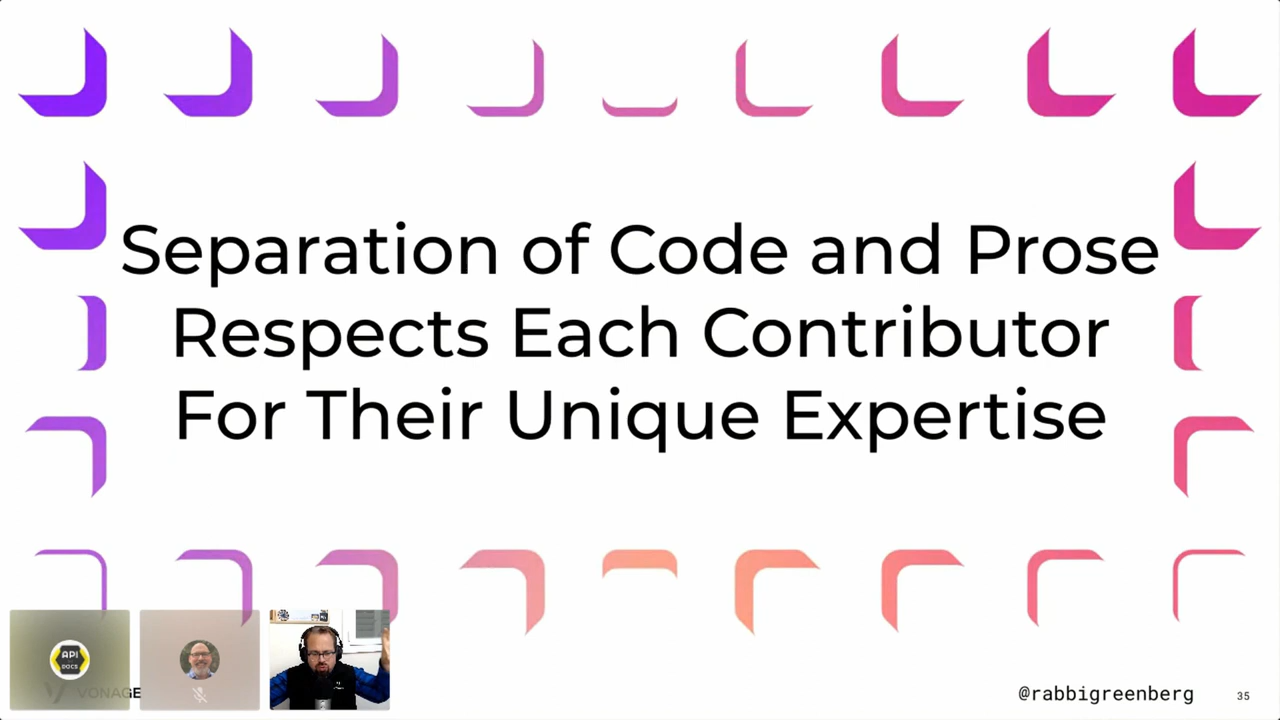 Separation of Code and Prose
Respects Each Contributor
For Their Unique Expertise
API
DOCS
VONAGE
@rabbigreenberg
35